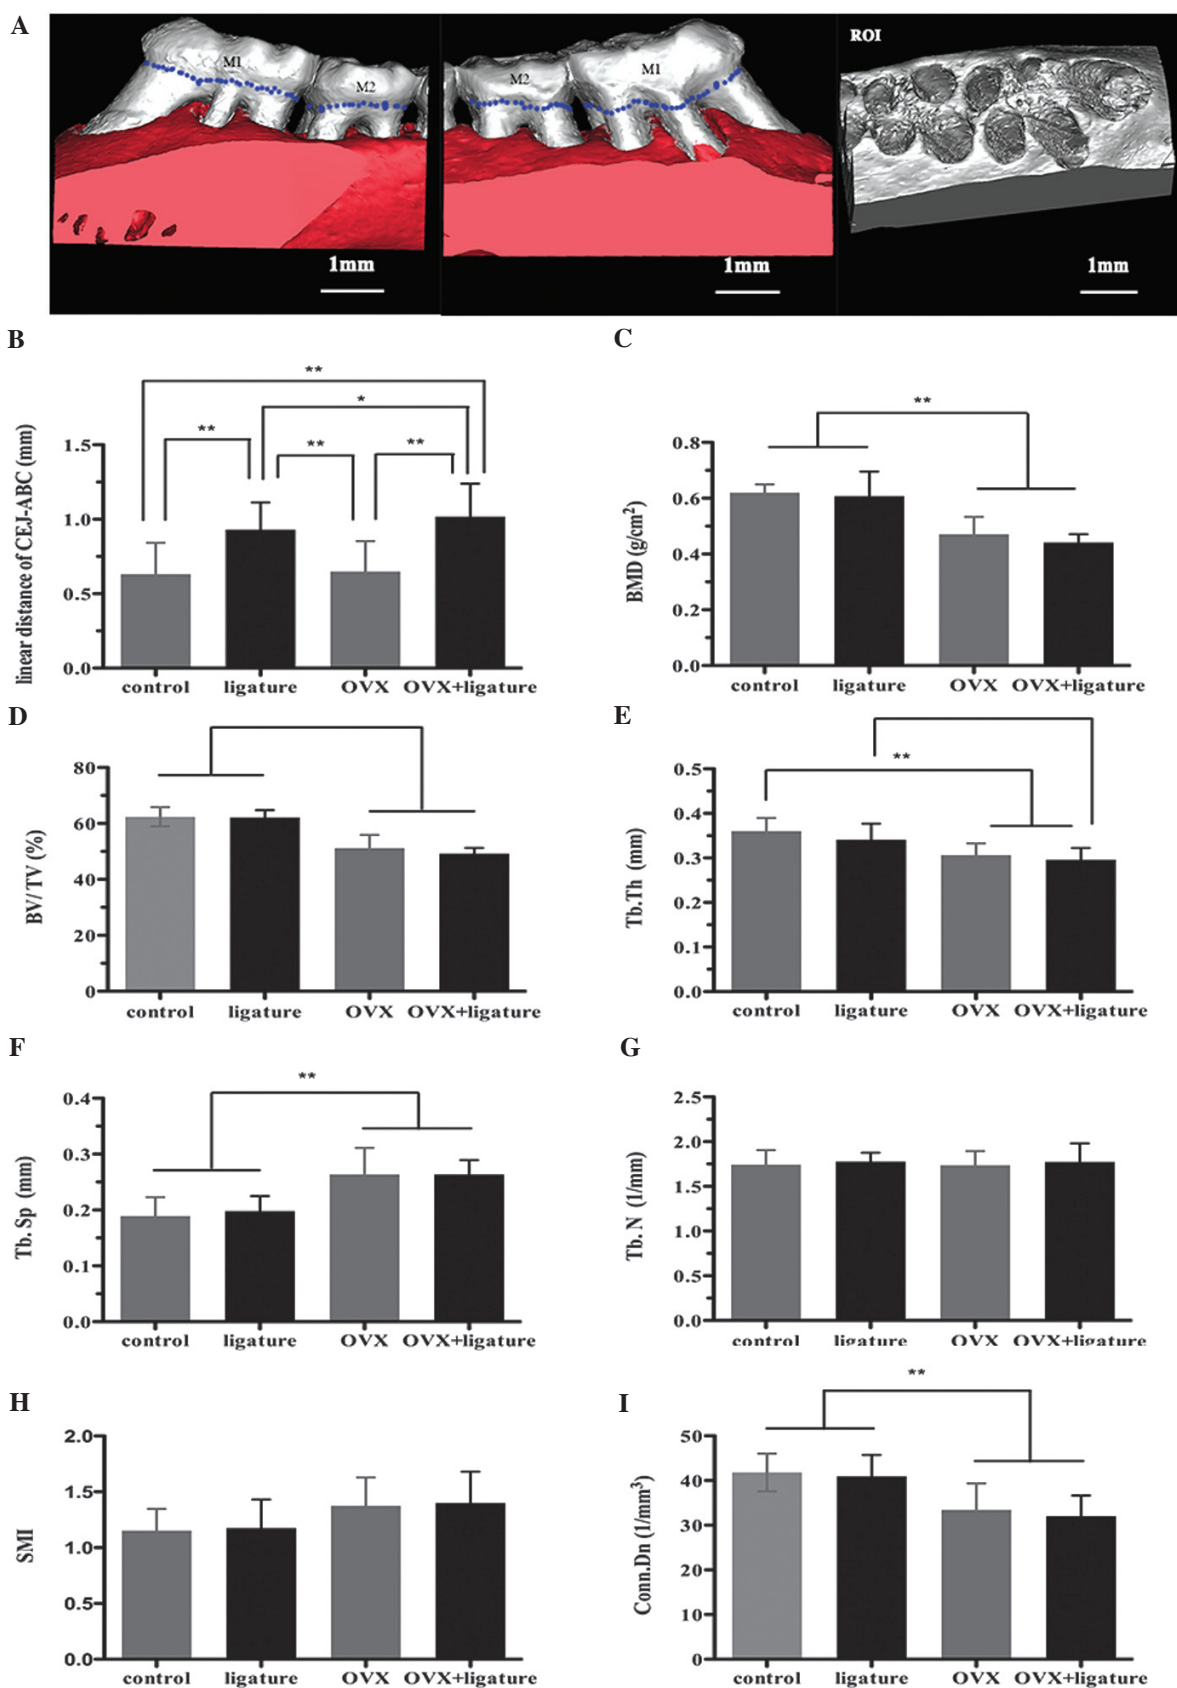 A
M1
M2
1mm
M2
M1
1mm
ROI
1mm
B
**
*
**
**
**
linear distance of CEJ-ABC (mm)
1.5
1.0
0.5
0.0
control ligature OVX OVX+ligature
C
**
BMD (g/cm²)
0.8
0.6
0.4
0.2
0.0
control ligature OVX OVX+ligature
D
BV/TV (%)
80
60
40
20
0
control ligature OVX OVX+ligature
E
**
Tb.Th (mm)
0.5
0.4
0.3
0.2
0.1
0.0
control ligature OVX OVX+ligature
F
**
Tb. Sp (mm)
0.4
0.3
0.2
0.1
0.0
control ligature OVX OVX+ligature
G
Tb. N (1/mm)
2.5
2.0
1.5
1.0
0.5
0.0
control ligature OVX OVX+ligature
H
SMI
2.0
1.5
1.0
0.5
0.0
control ligature OVX OVX+ligature
I
**
Conn.Dn (1/mm³)
50
40
30
20
10
0
control ligature OVX OVX+ligature